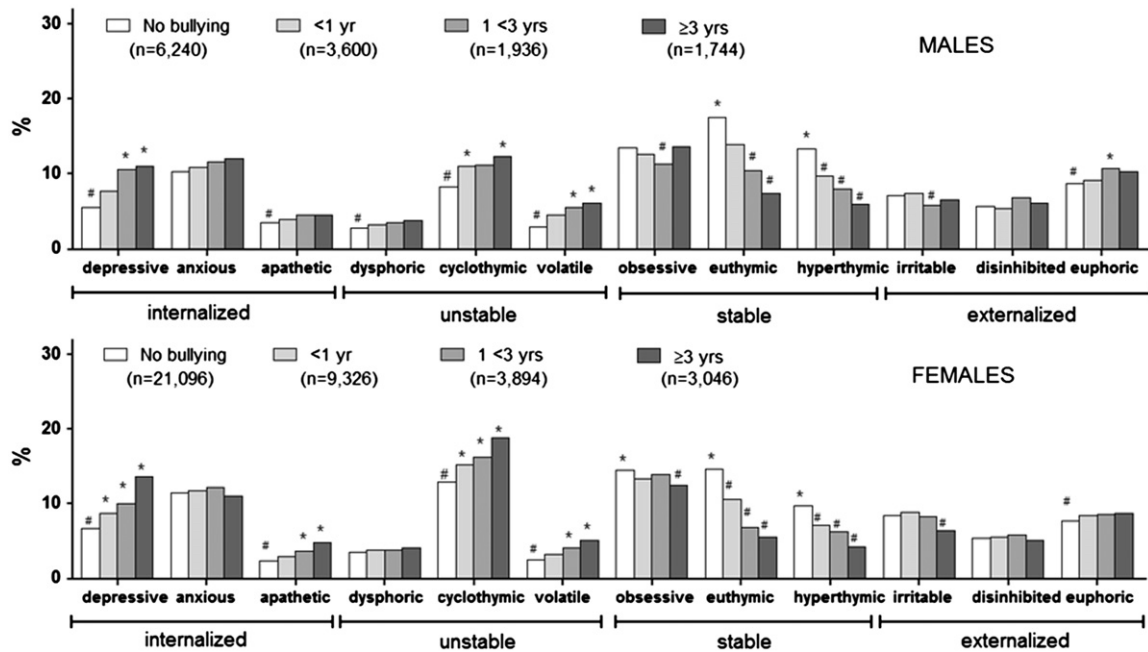 30
No bullying <1 yr 1 <3 yrs ≥3 yrs
(n=6,240) (n=3,600) (n=1,936) (n=1,744)
MALES
20
%
10
0
# * * # # # * * # * * # * # # * # # # # # *
depressive anxious apathetic dysphoric cyclothymic volatile obsessive euthymic hyperthymic irritable disinhibited euphoric
internalized unstable stable externalized
30
No bullying <1 yr 1 <3 yrs ≥3 yrs
(n=21,096) (n=9,326) (n=3,894) (n=3,046)
FEMALES
20
%
10
0
# * * * # * * # * * * # * * * # * # # # * # # # # #
depressive anxious apathetic dysphoric cyclothymic volatile obsessive euthymic hyperthymic irritable disinhibited euphoric
internalized unstable stable externalized